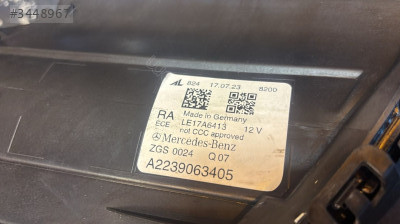 #3448967
AL 824 17.07.23 6200
RA Made in Germany
ECE LE17A6413 12 V
not CCC approved
Mercedes-Benz
ZGS 0024 Q 07
A2239063405